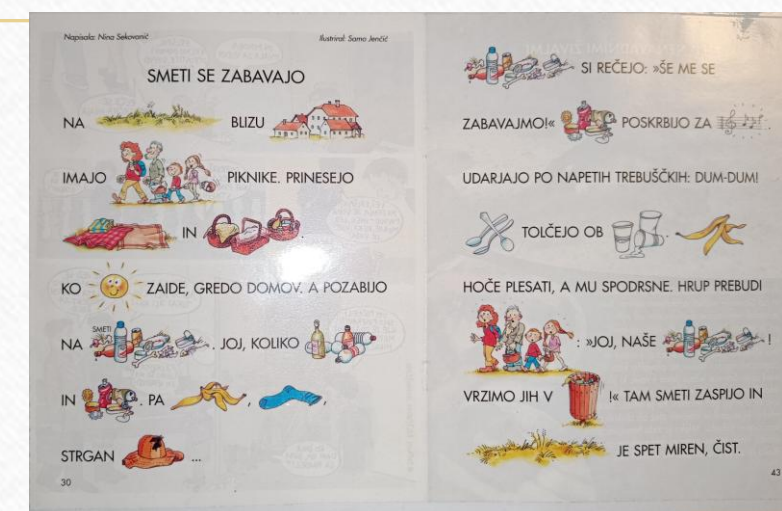 Napisala: Nina Sekovanić
Ilustriral: Samo Jenčič
SMETI SE ZABAVAJO
NA BLIZU
IMAJO PIKNIKE. PRINESEJO
IN .
KO ZAIDE, GREDO DOMOV. A POZABIJO
SMETI
NA . JOJ, KOLIKO
IN . PA , ,
STRGAN ...
30
SI REČEJO: »ŠE ME SE
ZABAVAJMO!« POSKRBIJO ZA .
UDARJAJO PO NAPETIH TREBUŠČKIH: DUM-DUM!
TOLČEJO OB .
HOČE PLESATI, A MU SPODRSNE. HRUP PREBUDI
: »JOJ, NAŠE !
VRZIMO JIH V !« TAM SMETI ZASPIJO IN
JE SPET MIREN, ČIST.
43